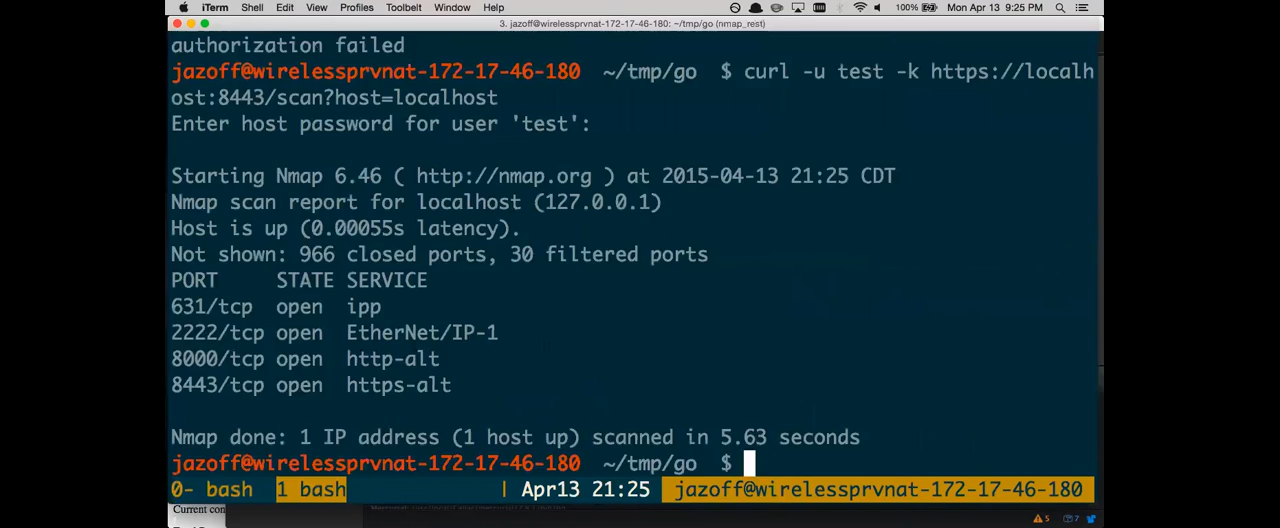 iTerm Shell Edit View Profiles Toolbelt Window Help 100% Mon Apr 13 9:25 PM
3. jazoff@wirelessprvnat-172-17-46-180: ~/tmp/go (nmap_rest)
authorization failed
jazoff@wirelessprvnat-172-17-46-180 ~/tmp/go $ curl -u test -k https://localh
ost:8443/scan?host=localhost
Enter host password for user 'test':
Starting Nmap 6.46 ( http://nmap.org ) at 2015-04-13 21:25 CDT
Nmap scan report for localhost (127.0.0.1)
Host is up (0.00055s latency).
Not shown: 966 closed ports, 30 filtered ports
PORT STATE SERVICE
631/tcp open ipp
2222/tcp open EtherNet/IP-1
8000/tcp open http-alt
8443/tcp open https-alt
Nmap done: 1 IP address (1 host up) scanned in 5.63 seconds
jazoff@wirelessprvnat-172-17-46-180 ~/tmp/go $
0- bash 1 bash | Apr13 21:25 jazoff@wirelessprvnat-172-17-46-180
Current con
5 7